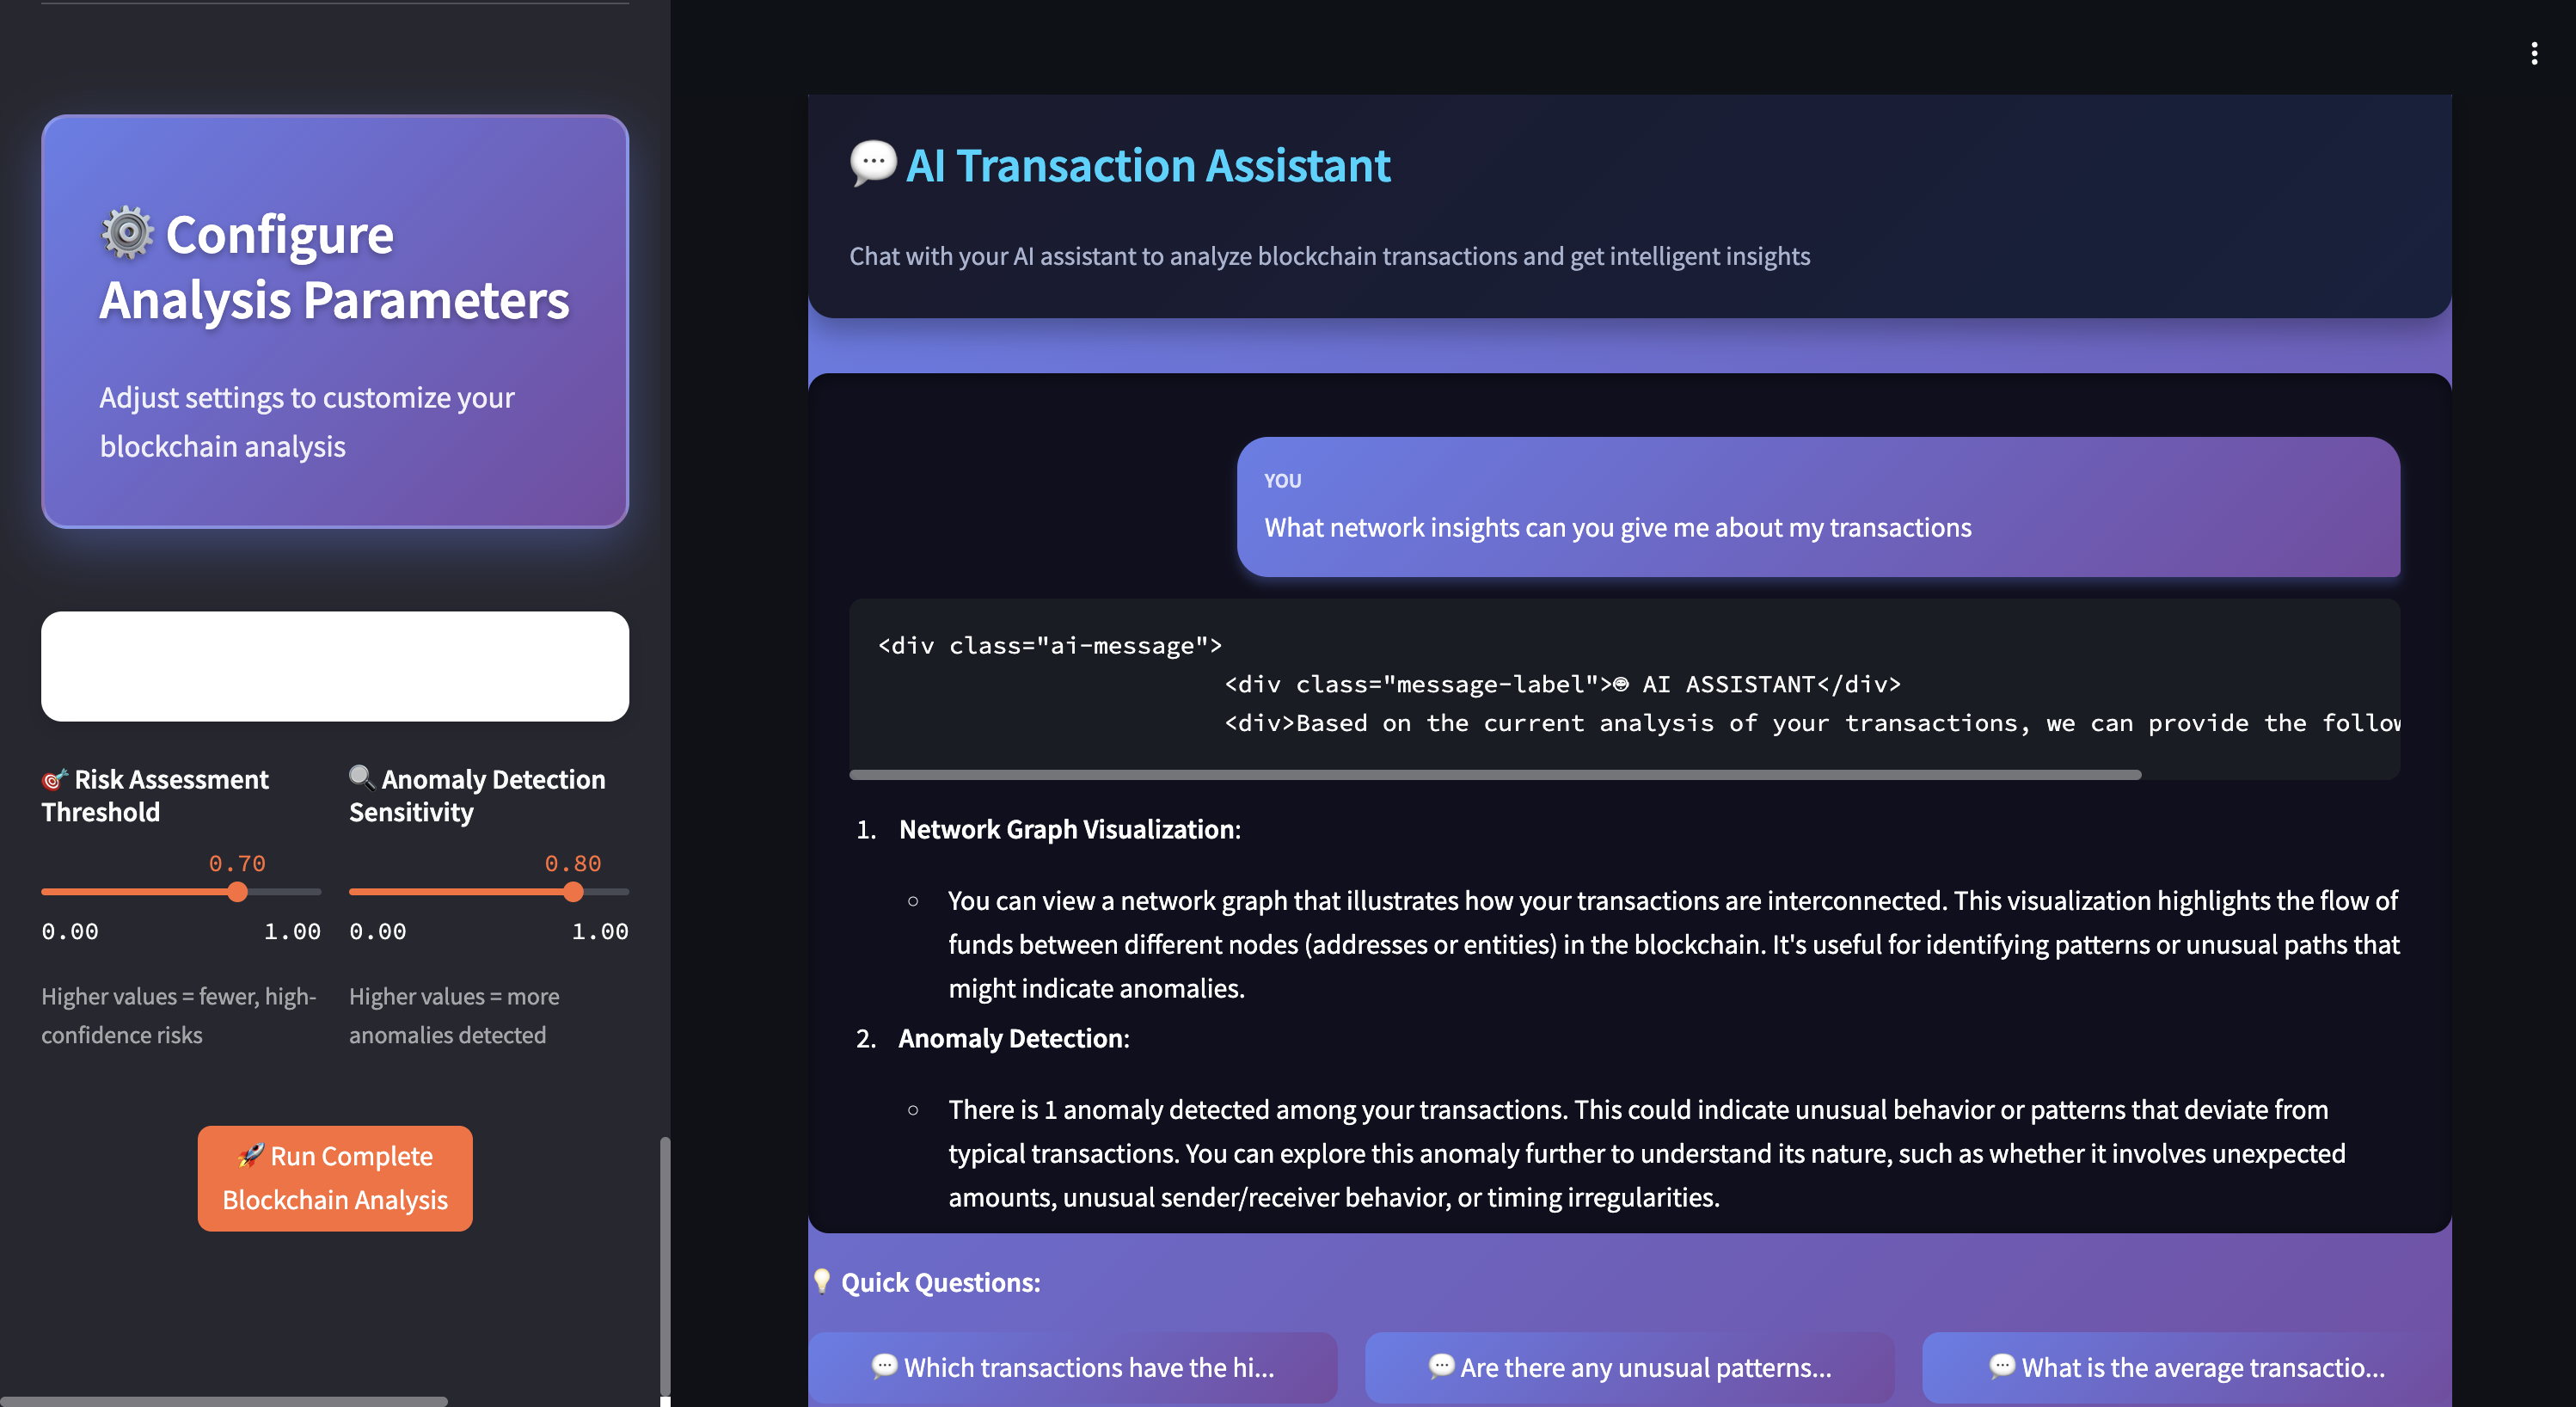 ⚙️ Configure
Analysis Parameters
Adjust settings to customize your
blockchain analysis
🎯 Risk Assessment
Threshold
0.70
0.00 1.00
Higher values = fewer, high-
confidence risks
🔍 Anomaly Detection
Sensitivity
0.80
0.00 1.00
Higher values = more
anomalies detected
🚀 Run Complete
Blockchain Analysis
💬 AI Transaction Assistant
Chat with your AI assistant to analyze blockchain transactions and get intelligent insights
YOU
What network insights can you give me about my transactions
<div class="ai-message">
<div class="message-label">🤖 AI ASSISTANT</div>
<div>Based on the current analysis of your transactions, we can provide the follow
1. Network Graph Visualization:
○ You can view a network graph that illustrates how your transactions are interconnected. This visualization highlights the flow of
funds between different nodes (addresses or entities) in the blockchain. It's useful for identifying patterns or unusual paths that
might indicate anomalies.
2. Anomaly Detection:
○ There is 1 anomaly detected among your transactions. This could indicate unusual behavior or patterns that deviate from
typical transactions. You can explore this anomaly further to understand its nature, such as whether it involves unexpected
amounts, unusual sender/receiver behavior, or timing irregularities.
💡 Quick Questions:
💬 Which transactions have the hi...
💬 Are there any unusual patterns...
💬 What is the average transactio...